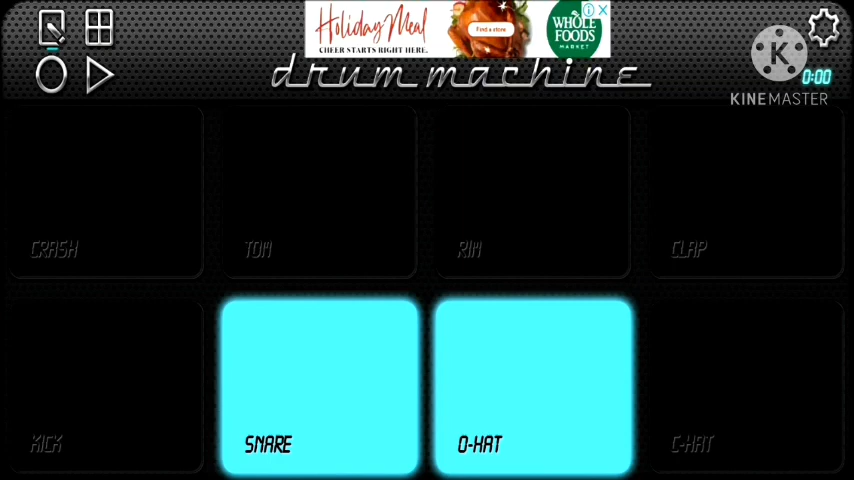 Holiday Meal
CHEER STARTS RIGHT HERE.
Find a store
WHOLE
FOODS
MARKET
drum machine
K
KINEMASTER
0:00
CRASH
TOM
RIM
CLAP
KICK
SNARE
O-HAT
C-HAT